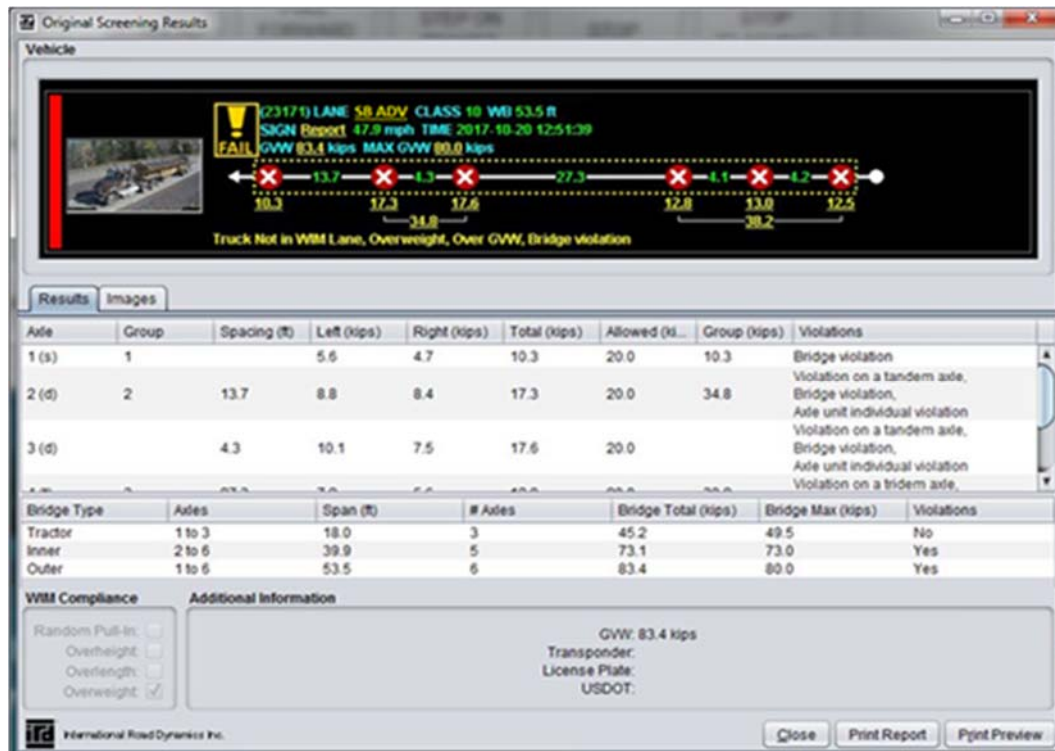 Original Screening Results
Vehicle
(23171) LANE SB ADV CLASS 10 WB 53.5 ft
SIGN Report 47.9 mph TIME 2017-10-20 12:51:39
FAIL GVW 83.4 kips MAX GVW 80.0 kips
13.7 4.3 27.3 4.1 4.2
10.3 17.3 17.6 12.8 13.0 12.5
34.8 38.2
Truck Not in WIM Lane, Overweight, Over GVW, Bridge violation
Results Images
Axle Group Spacing (ft) Left (kips) Right (kips) Total (kips) Allowed (ki... Group (kips) Violations
1 (s) 1 5.6 4.7 10.3 20.0 10.3 Bridge violation
Violation on a tandem axle,
2 (d) 2 13.7 8.8 8.4 17.3 20.0 34.8 Bridge violation,
Axle unit individual violation
Violation on a tandem axle,
3 (d) 4.3 10.1 7.5 17.6 20.0 Bridge violation,
Axle unit individual violation
Violation on a tridem axle,
Bridge Type Axles Span (ft) # Axles Bridge Total (kips) Bridge Max (kips) Violations
Tractor 1 to 3 18.0 3 45.2 49.5 No
Inner 2 to 6 39.9 5 73.1 73.0 Yes
Outer 1 to 6 53.5 6 83.4 80.0 Yes
WIM Compliance Additional Information
Random Pull-In:
Overheight:
Overlength:
Overweight:
GVW: 83.4 kips
Transponder:
License Plate:
USDOT:
ird International Road Dynamics Inc.
Close Print Report Print Preview